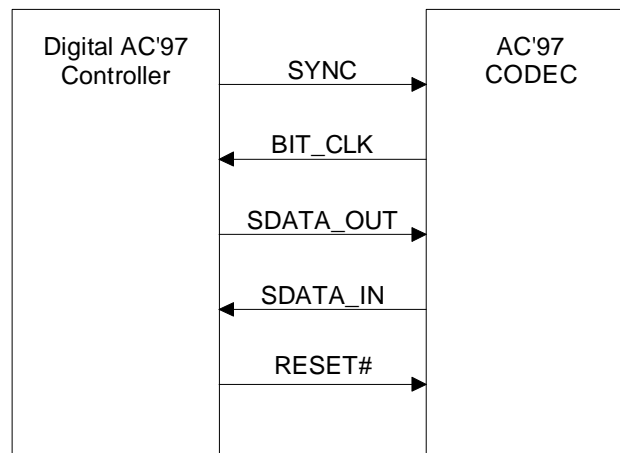 Digital AC'97
Controller
AC'97
CODEC
SYNC
BIT_CLK
SDATA_OUT
SDATA_IN
RESET#